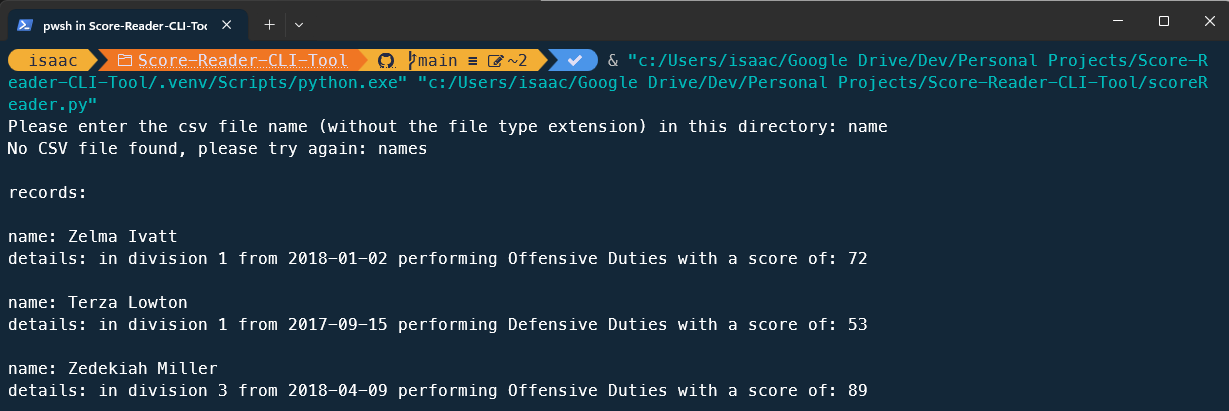 pwsh in Score-Reader-CLI-Too
isaac Score-Reader-CLI-Tool main ≡ ~2 & "c:/Users/isaac/Google Drive/Dev/Personal Projects/Score-R
eader-CLI-Tool/.venv/Scripts/python.exe" "c:/Users/isaac/Google Drive/Dev/Personal Projects/Score-Reader-CLI-Tool/scoreR
eader.py"
Please enter the csv file name (without the file type extension) in this directory: name
No CSV file found, please try again: names
records:
name: Zelma Ivatt
details: in division 1 from 2018-01-02 performing Offensive Duties with a score of: 72
name: Terza Lowton
details: in division 1 from 2017-09-15 performing Defensive Duties with a score of: 53
name: Zedekiah Miller
details: in division 3 from 2018-04-09 performing Offensive Duties with a score of: 89